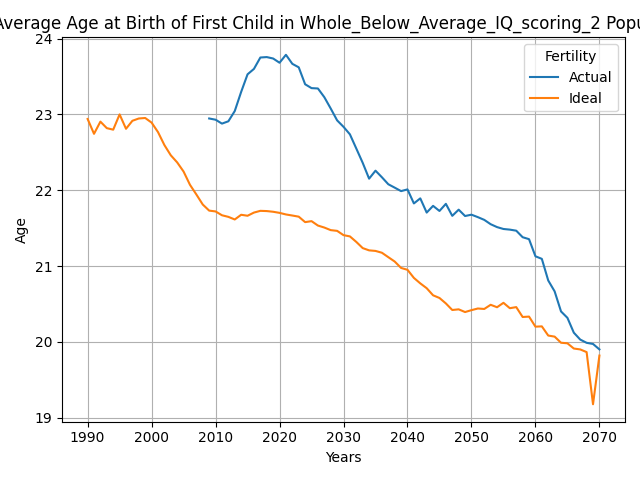 Average Age at Birth of First Child in Whole_Below_Average_IQ_scoring_2
Fertility
Actual
Ideal
Age
24
23
22
21
20
19
1990 2000 2010 2020 2030 2040 2050 2060 2070
Years